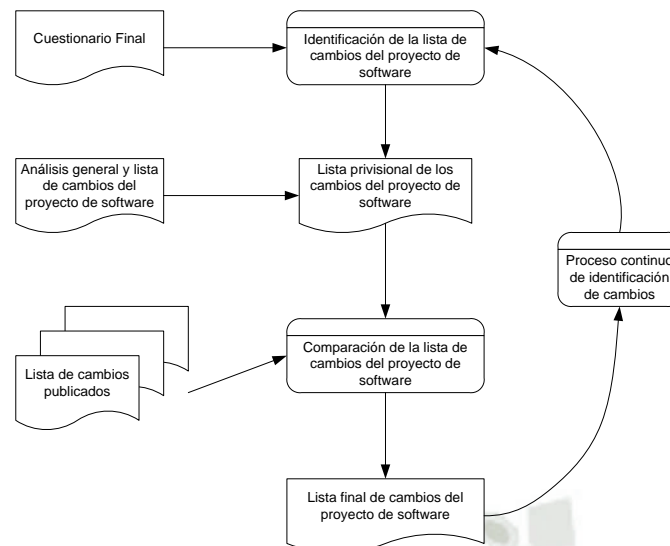 Cuestionario Final
Identificación de la lista de
cambios del proyecto de
software
Análisis general y lista
de cambios del
proyecto de software
Lista privisional de los
cambios del proyecto de
software
Proceso continuo
de identificación
de cambios
Lista de cambios
publicados
Comparación de la lista de
cambios del proyecto de
software
Lista final de cambios del
proyecto de software